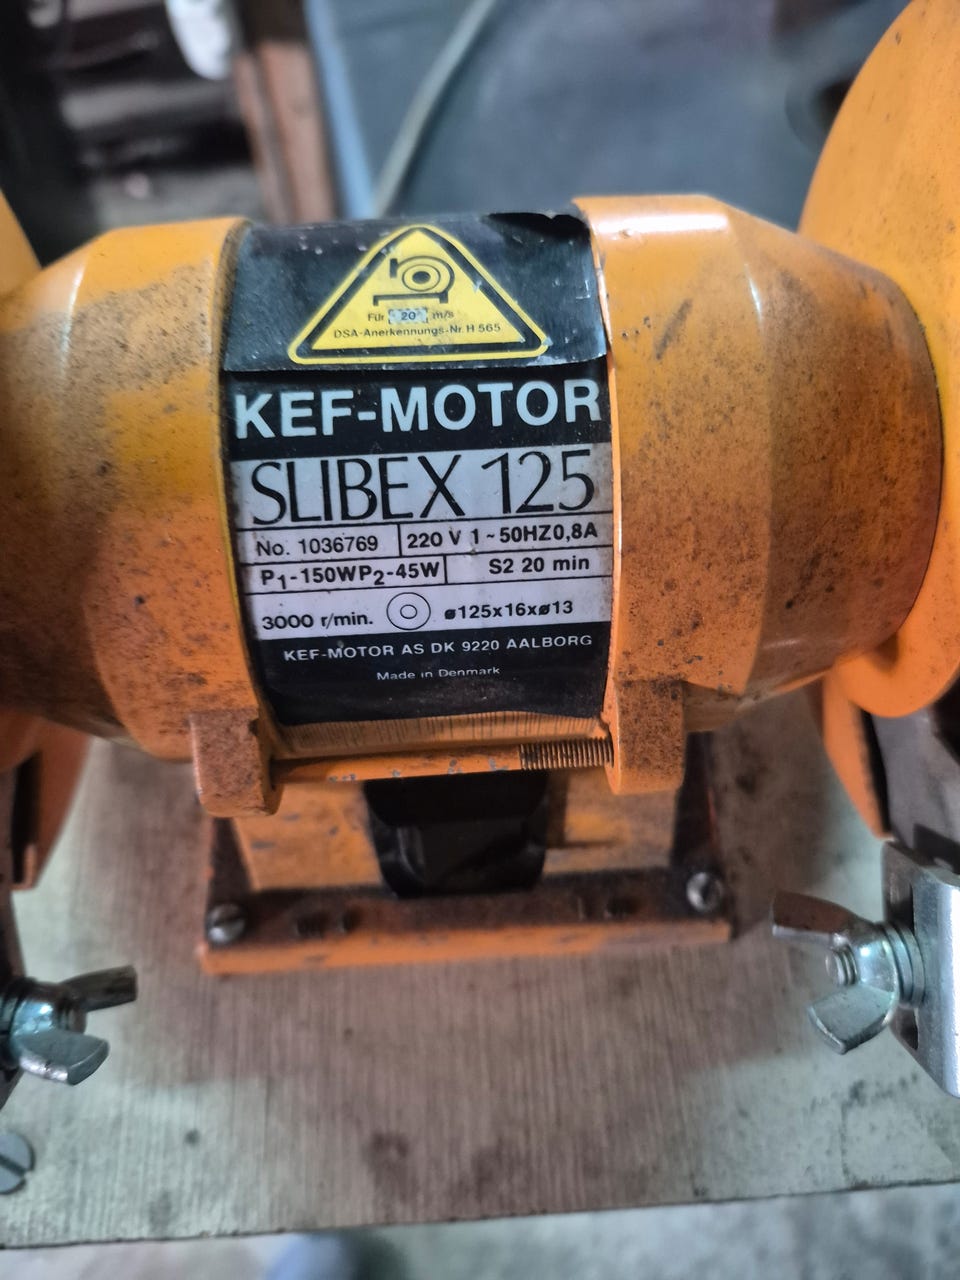 Für 20 m/s
DSA-Anerkennungs-Nr. H 565
KEF-MOTOR
SLIBEX 125
No. 1036769 220 V 1~50HZ0,8A
P1-150WP2-45W S2 20 min
3000 r/min. ø125x16xø13
KEF-MOTOR AS DK 9220 AALBORG
Made in Denmark